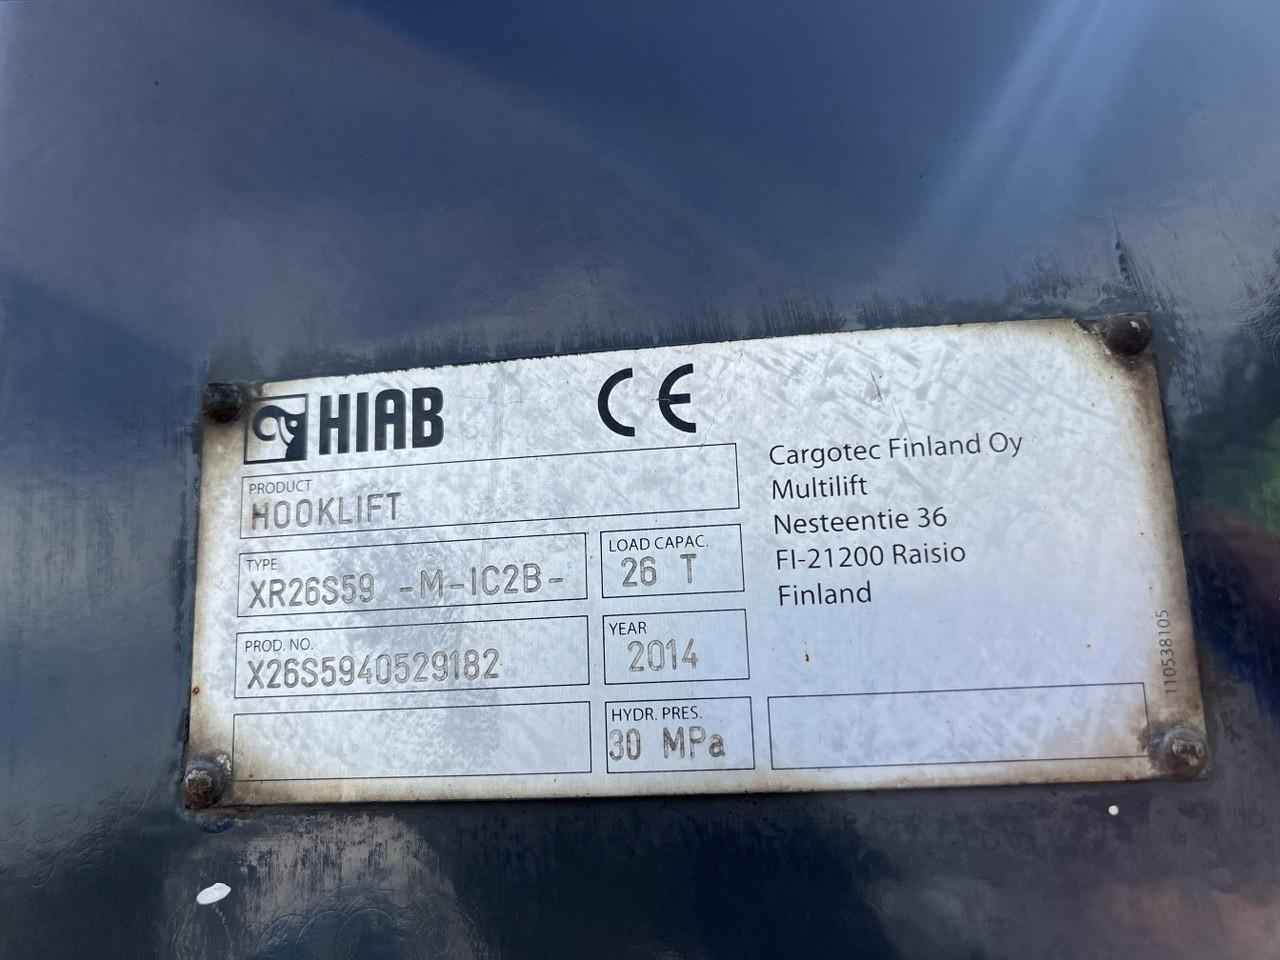 HIAB
CE
PRODUCT
HOOKLIFT
TYPE
XR26S59 -M-IC2B-
LOAD CAPAC.
26 T
PROD. NO.
X26S5940529182
YEAR
2014
HYDR. PRES.
30 MPa
Cargotec Finland Oy
Multilift
Nesteentie 36
FI-21200 Raisio
Finland
110538105